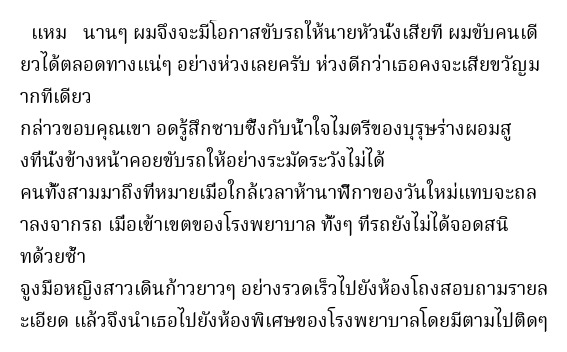 แหม   นานๆ ผมจึงจะมีโอกาสขับรถให้นายหัวนั่งเสียที ผมขับคนเดี
ยวได้ตลอดทางแน่ๆ อย่างห่วงเลยครับ ห่วงดีกว่าเธอคงจะเสียขวัญม
ากทีเดียว
กล่าวขอบคุณเขา อดรู้สึกซาบซึ้งกับน้ำใจไมตรีของบุรุษร่างผอมสู
งที่นั่งข้างหน้าคอยขับรถให้อย่างระมัดระวังไม่ได้
คนทั้งสามมาถึงที่หมายเมื่อใกล้เวลาห้านาฬิกาของวันใหม่แทบจะถล
าลงจากรถ เมื่อเข้าเขตของโรงพยาบาล ทั้งๆ ที่รถยังไม่ได้จอดสนิ
ทด้วยซ้ำ
จูงมือหญิงสาวเดินก้าวยาวๆ อย่างรวดเร็วไปยังห้องโถงสอบถามรายล
ะเอียด แล้วจึงนำเธอไปยังห้องพิเศษของโรงพยาบาลโดยมีตามไปติดๆ